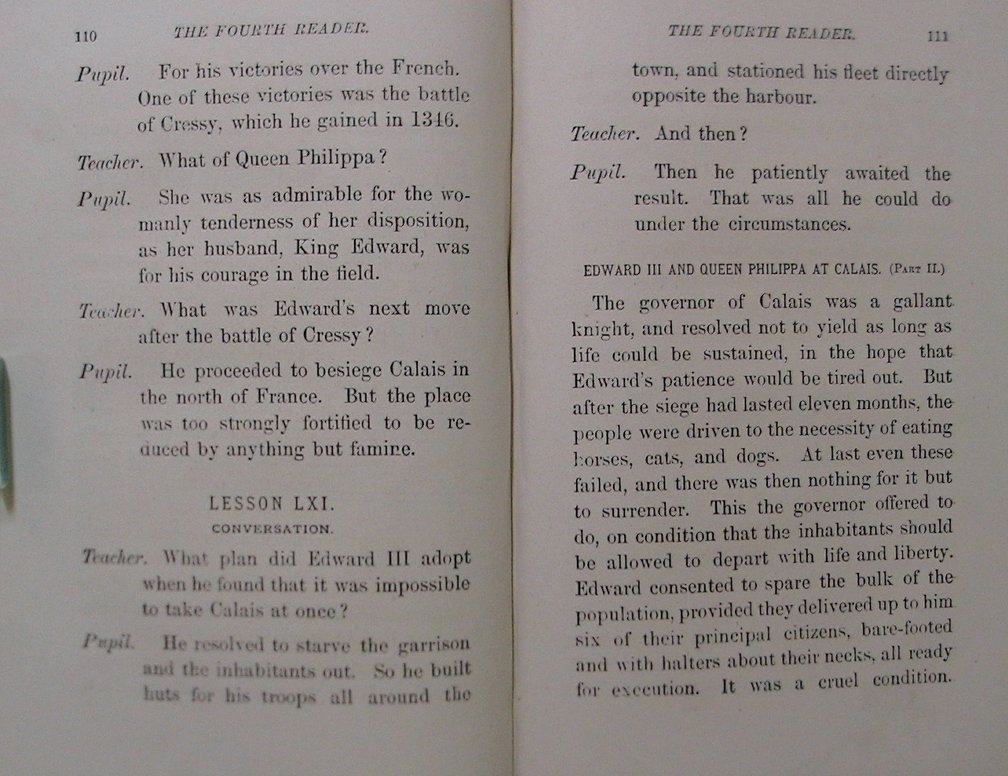 110 THE FOURTH READER.
Pupil. For his victories over the French.
One of these victories was the battle
of Cressy, which he gained in 1346.
Teacher. What of Queen Philippa?
Pupil. She was as admirable for the wo-
manly tenderness of her disposition,
as her husband, King Edward, was
for his courage in the field.
Teacher. What was Edward's next move
after the battle of Cressy?
Pupil. He proceeded to besiege Calais in
the north of France. But the place
was too strongly fortified to be re-
duced by anything but famine.
LESSON LXI.
CONVERSATION.
Teacher. What plan did Edward III adopt
when he found that it was impossible
to take Calais at once?
Pupil. He resolved to starve the garrison
and the inhabitants out. So he built
huts for his troops all around the
THE FOURTH READER. 111
town, and stationed his fleet directly
opposite the harbour.
Teacher. And then?
Pupil. Then he patiently awaited the
result. That was all he could do
under the circumstances.
EDWARD III AND QUEEN PHILIPPA AT CALAIS. (PART II.)
The governor of Calais was a gallant
knight, and resolved not to yield as long as
life could be sustained, in the hope that
Edward's patience would be tired out. But
after the siege had lasted eleven months, the
people were driven to the necessity of eating
horses, cats, and dogs. At last even these
failed, and there was then nothing for it but
to surrender. This the governor offered to
do, on condition that the inhabitants should
be allowed to depart with life and liberty.
Edward consented to spare the bulk of the
population, provided they delivered up to him
six of their principal citizens, bare-footed
and with halters about their necks, all ready
for execution. It was a cruel condition.